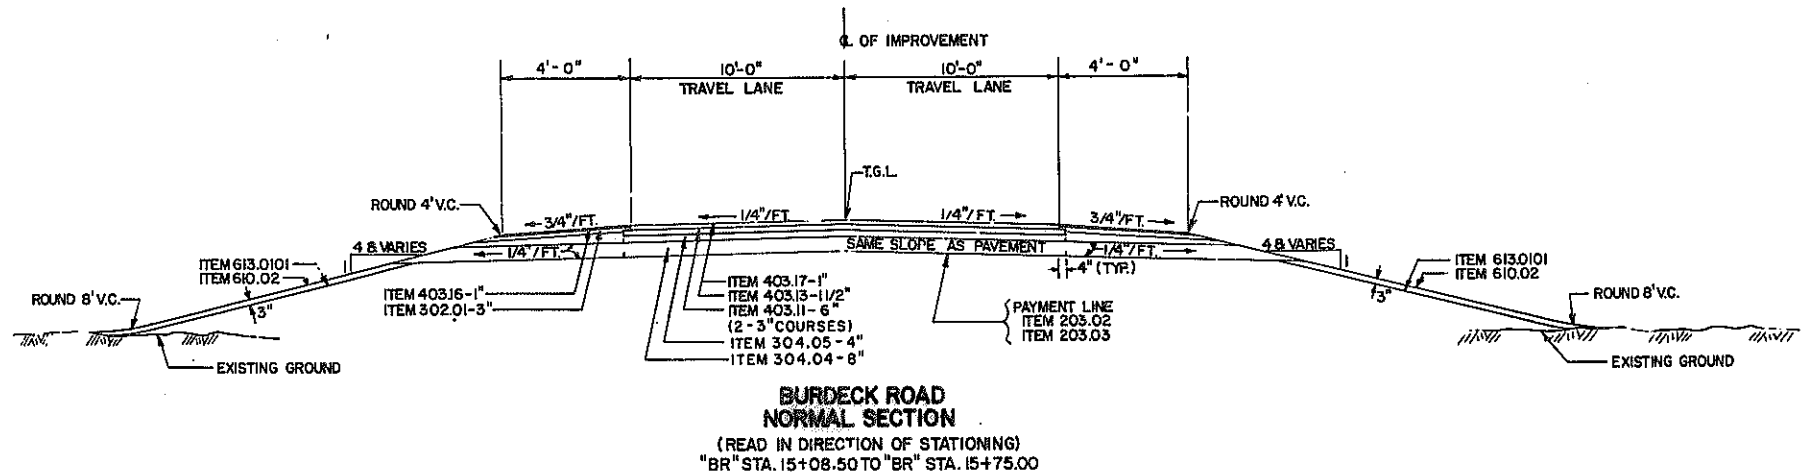 ℄ OF IMPROVEMENT
4'-0"
10'-0"
10'-0"
4'-0"
TRAVEL LANE
TRAVEL LANE
T.G.L.
ROUND 4' V.C.
ROUND 4' V.C.
3/4"/FT.
1/4"/FT.
1/4"/FT.
3/4"/FT.
4 & VARIES
1
1/4"/FT.
SAME SLOPE AS PAVEMENT
1/4"/FT.
4 & VARIES
1
4" (TYP.)
ITEM 613.0101
ITEM 610.02
ITEM 613.0101
ITEM 610.02
3"
3"
ROUND 8' V.C.
ROUND 8' V.C.
ITEM 403.16-1"
ITEM 302.01-3"
ITEM 403.17-1"
ITEM 403.13-1 1/2"
ITEM 403.11-6"
(2-3" COURSES)
ITEM 304.05-4"
ITEM 304.04-8"
PAYMENT LINE
ITEM 203.02
ITEM 203.03
EXISTING GROUND
EXISTING GROUND
BURDECK ROAD
NORMAL SECTION
(READ IN DIRECTION OF STATIONING)
"BR" STA. 15+08.50 TO "BR" STA. 15+75.00